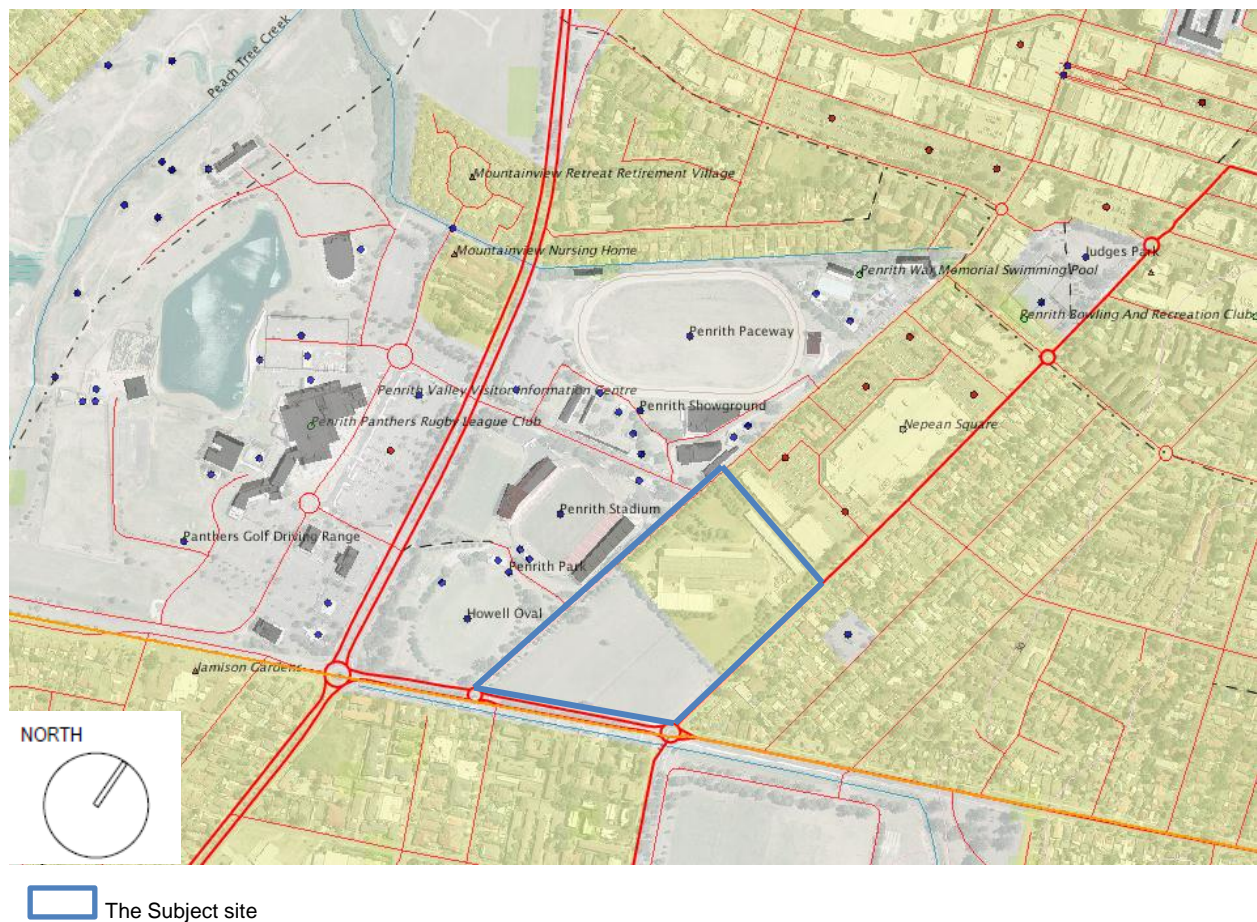 Peach Tree Creek
Mountainview Retreat Retirement Village
Mountainview Nursing Home
Judges Park
Penrith War Memorial Swimming Pool
Penrith Bowling And Recreation Club
Penrith Paceway
Penrith Valley Visitor Information Centre
Penrith Showground
Penrith Panthers Rugby League Club
Nepean Square
Penrith Stadium
Panthers Golf Driving Range
Penrith Park
Howell Oval
Jamison Gardens
NORTH
The Subject site